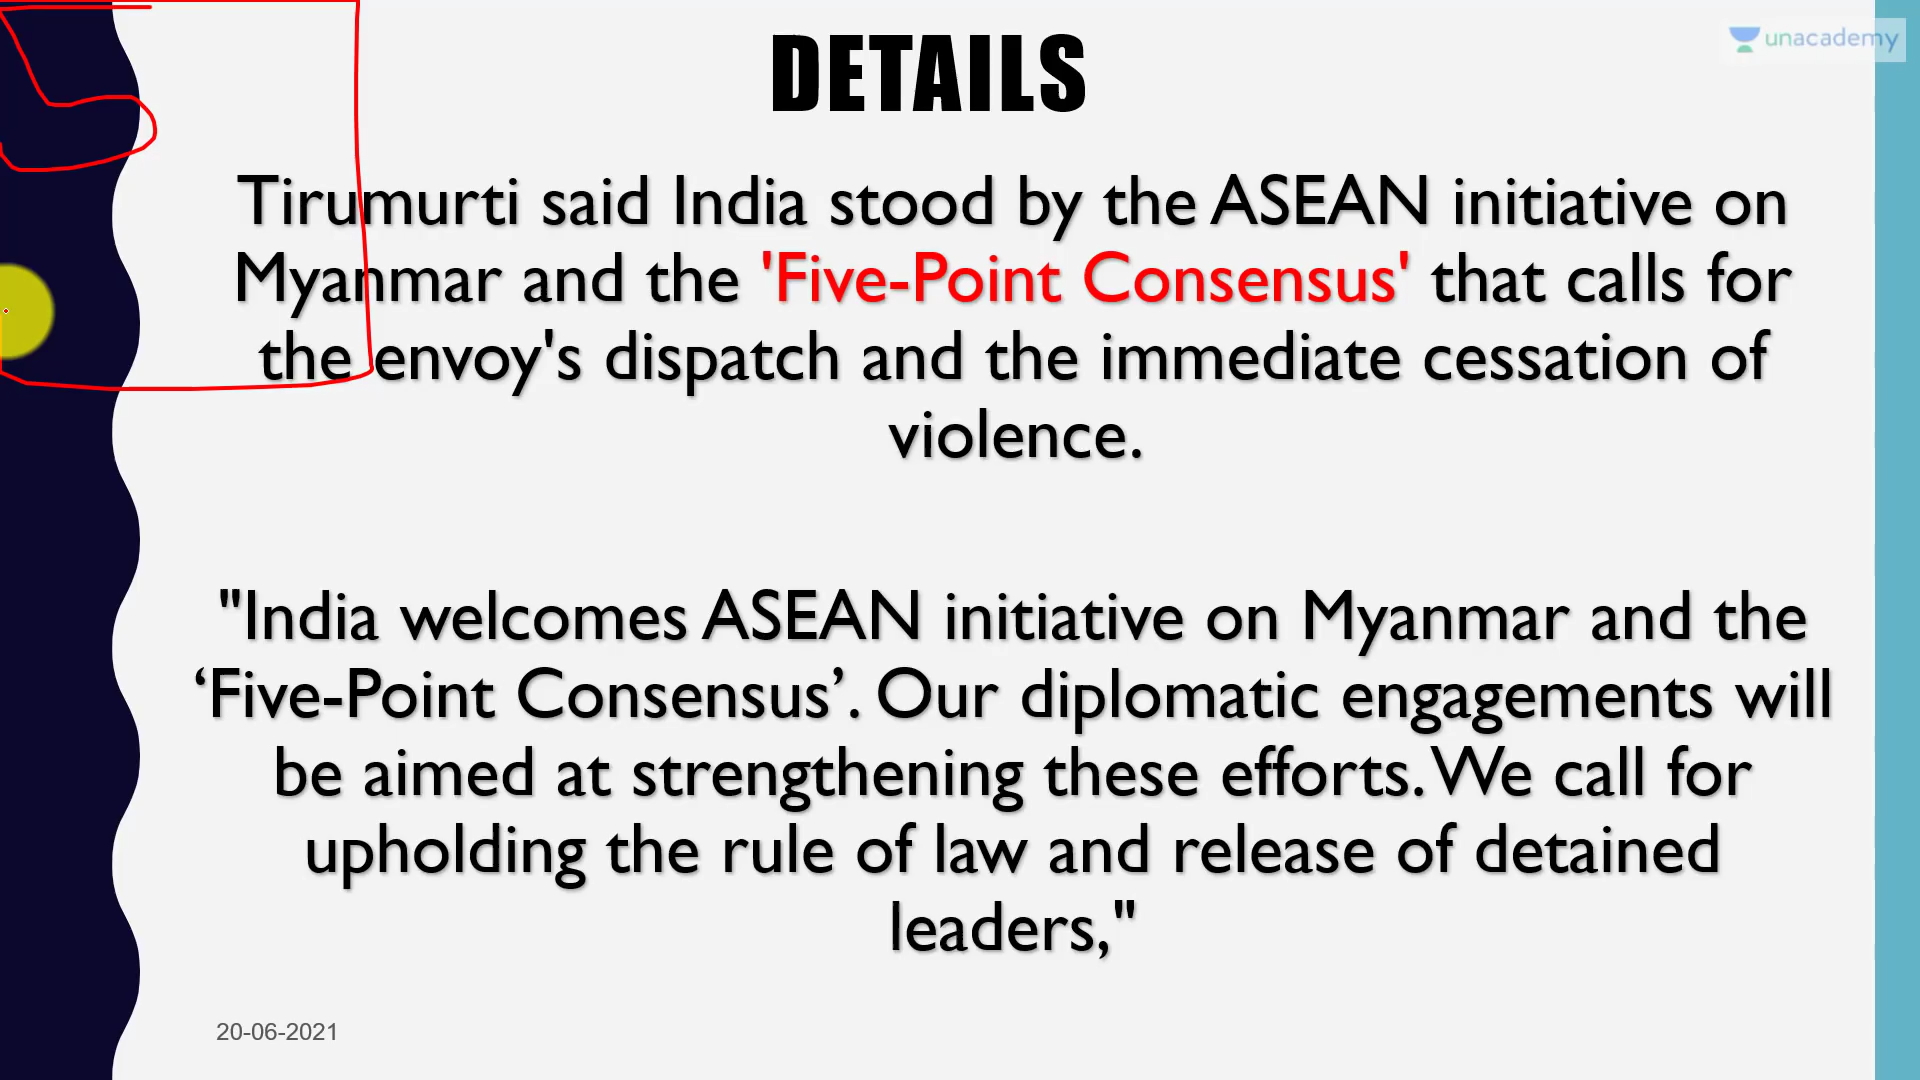 DETAILS
unacademy
Tirumurti said India stood by the ASEAN initiative on
Myanmar and the 'Five-Point Consensus' that calls for
the envoy's dispatch and the immediate cessation of
violence.
"India welcomes ASEAN initiative on Myanmar and the
‘Five-Point Consensus’. Our diplomatic engagements will
be aimed at strengthening these efforts. We call for
upholding the rule of law and release of detained
leaders,"
20-06-2021